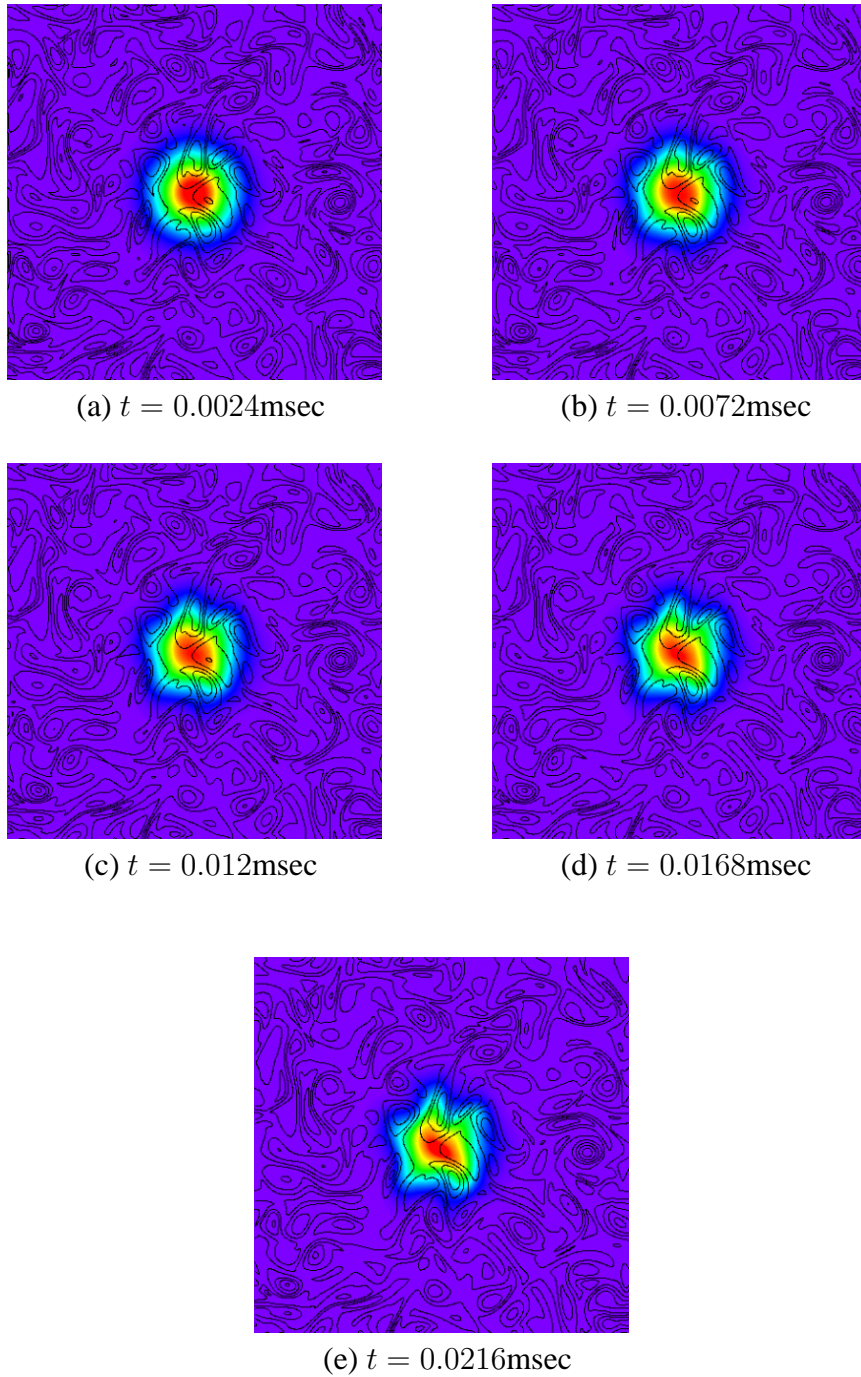 (a) t = 0.0024msec
(b) t = 0.0072msec
(c) t = 0.012msec
(d) t = 0.0168msec
(e) t = 0.0216msec